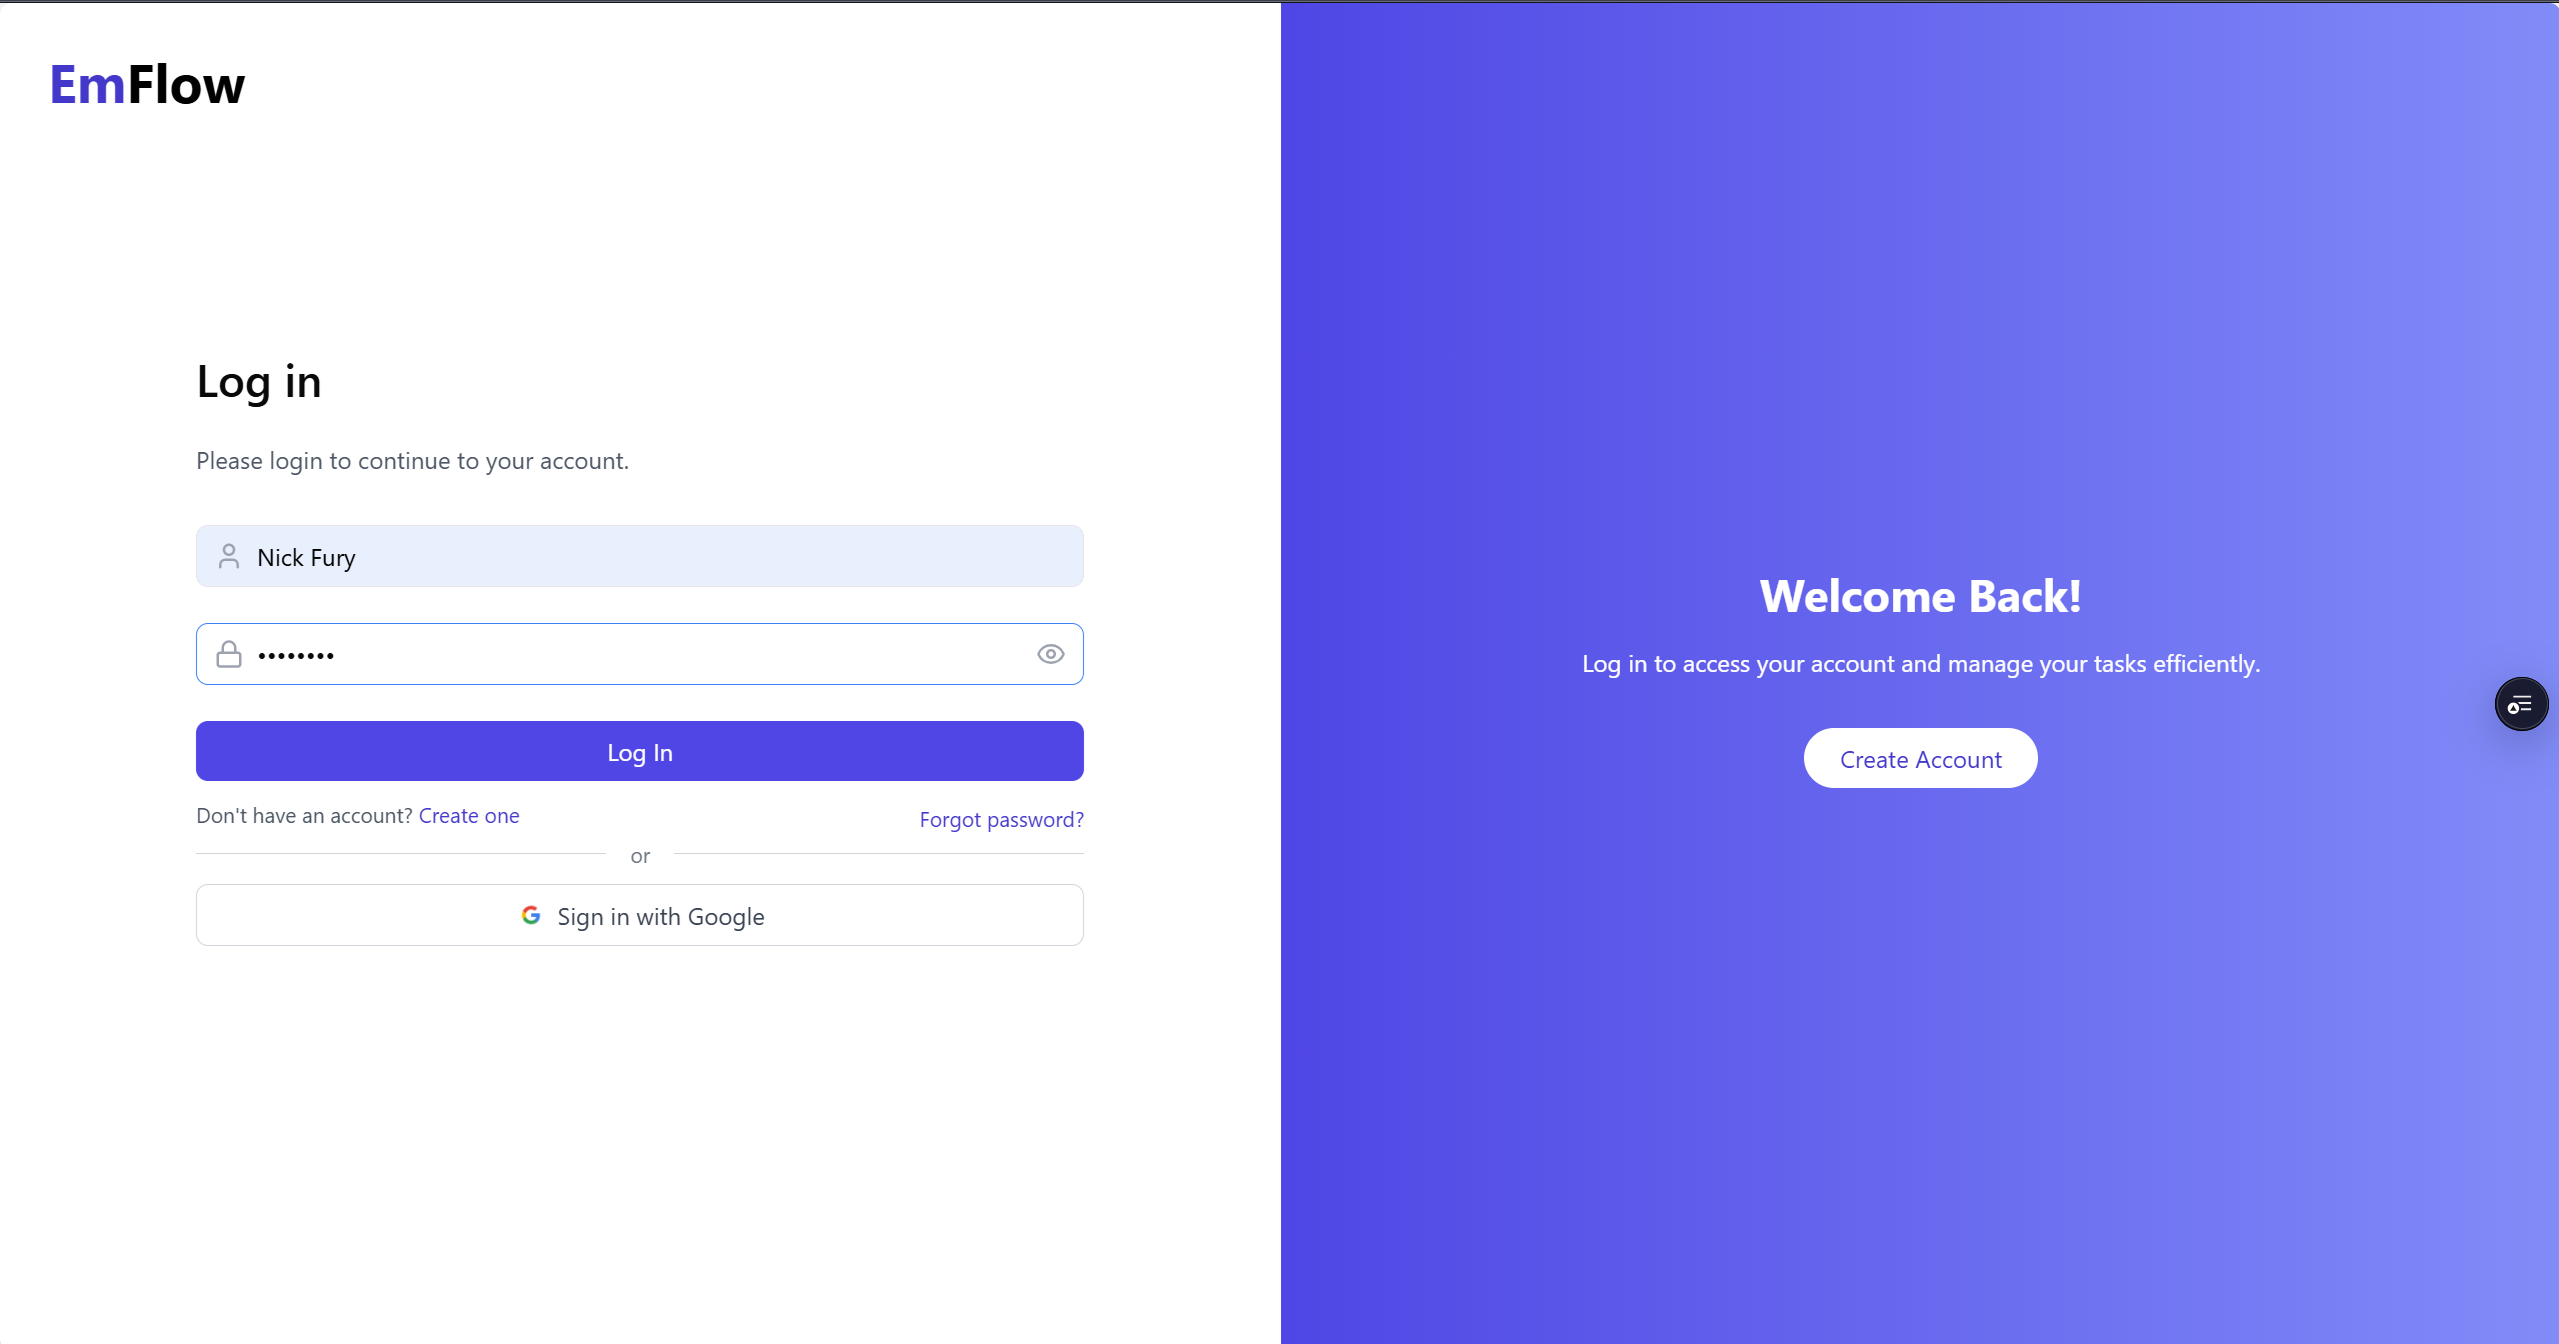 EmFlow
Log in
Please login to continue to your account.
Nick Fury
••••••••
Log In
Don't have an account? Create one
Forgot password?
or
Sign in with Google
Welcome Back!
Log in to access your account and manage your tasks efficiently.
Create Account